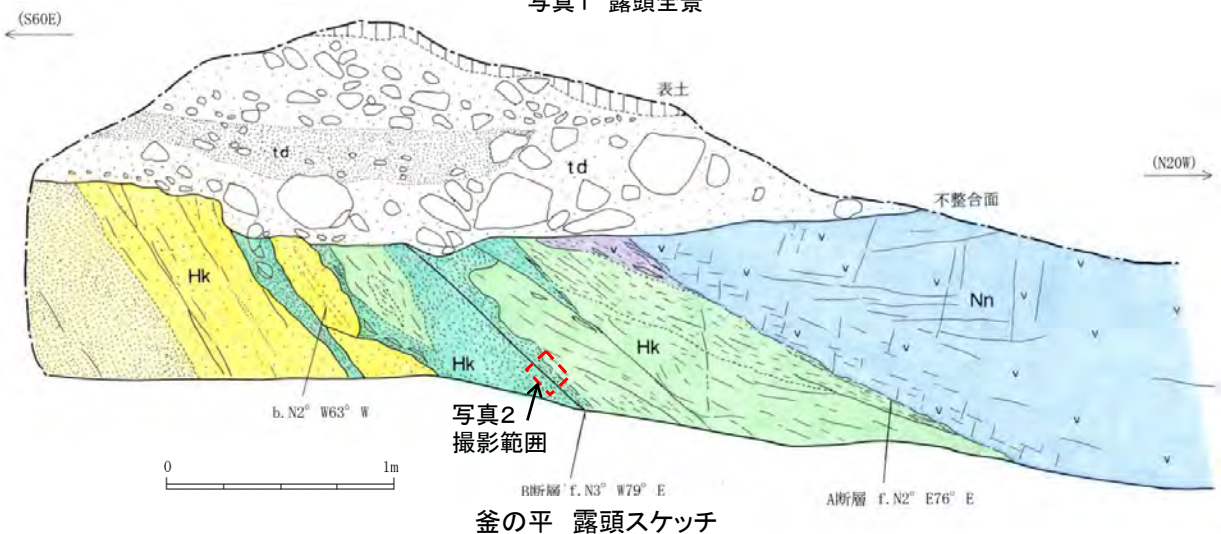 写真1 露頭全景
(S60E)
表土
td
td
(N20W)
不整合面
Hk
Nn
Hk
Hk
b.N2° W63° W
写真2
撮影範囲
0 1m
B断層 f.N3° W79° E
A断層 f.N2° E76° E
釜の平 露頭スケッチ